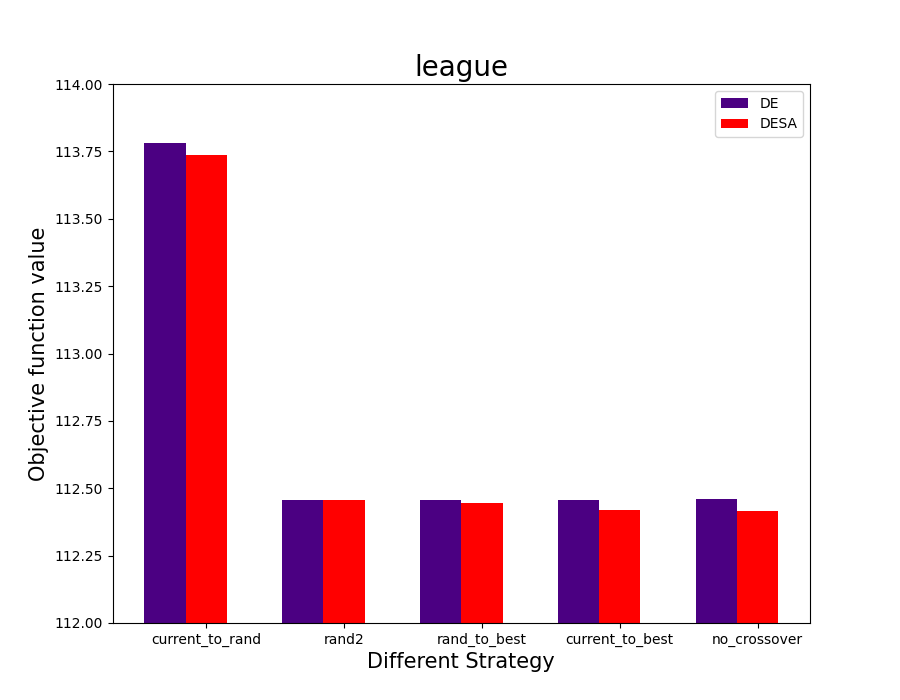 league
114.00
113.75
113.50
113.25
113.00
112.75
112.50
112.25
112.00
Objective function value
DE
DESA
current_to_rand rand2 rand_to_best current_to_best no_crossover
Different Strategy